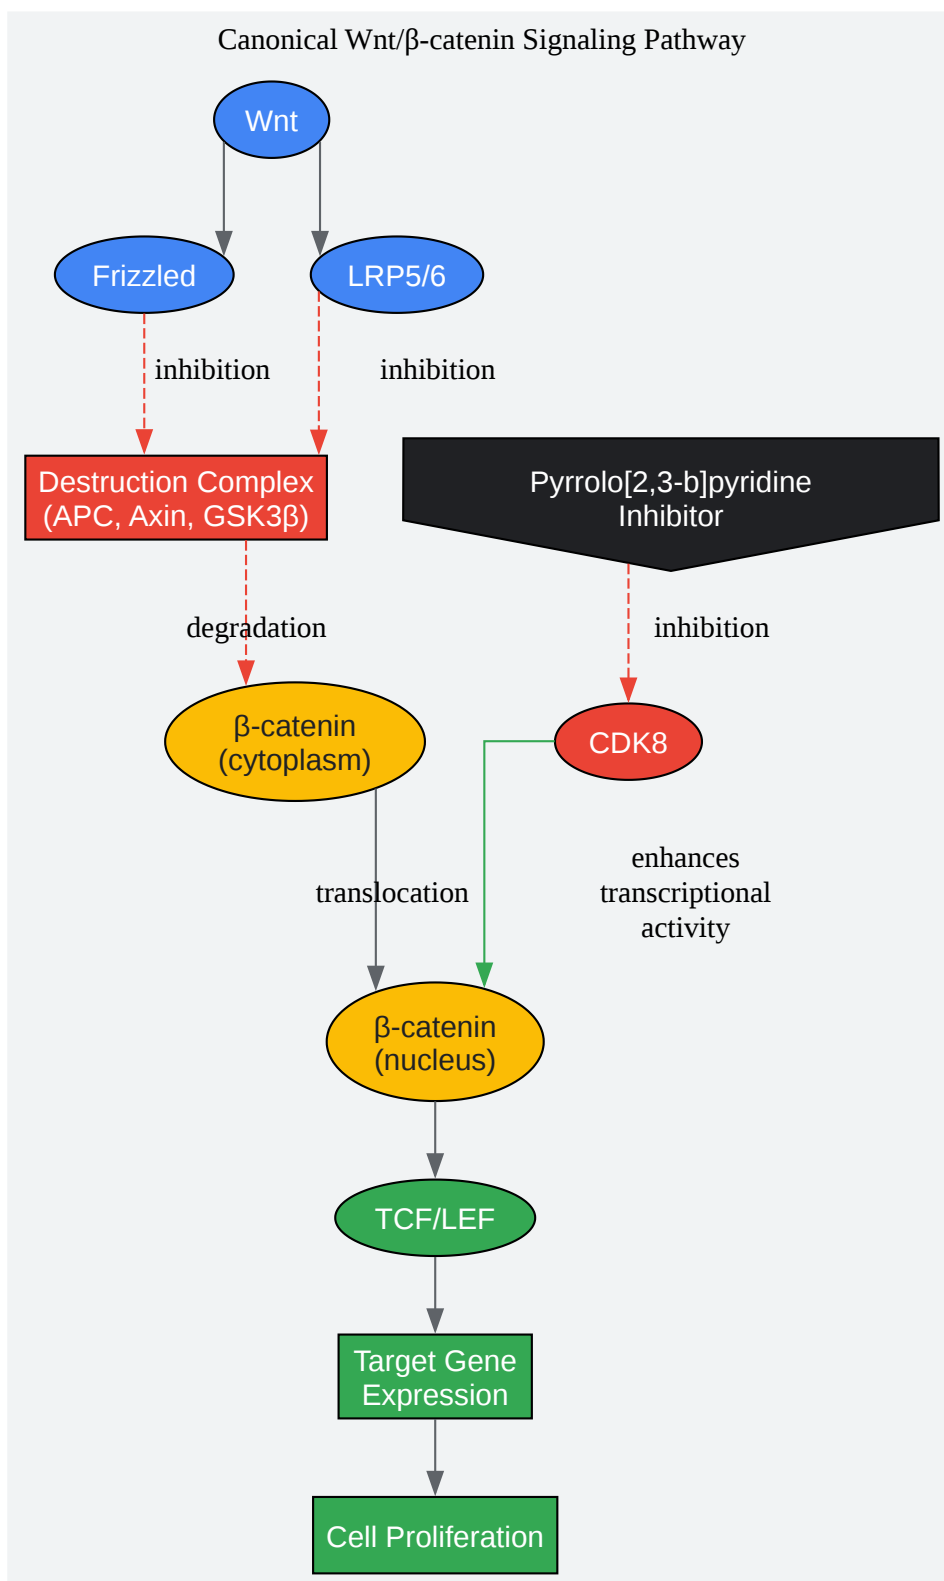 Canonical Wnt/β-catenin Signaling Pathway
Wnt
Frizzled
LRP5/6
inhibition
inhibition
Destruction Complex
(APC, Axin, GSK3β)
Pyrrolo[2,3-b]pyridine
Inhibitor
degradation
inhibition
β-catenin
(cytoplasm)
CDK8
translocation
enhances
transcriptional
activity
β-catenin
(nucleus)
TCF/LEF
Target Gene
Expression
Cell Proliferation